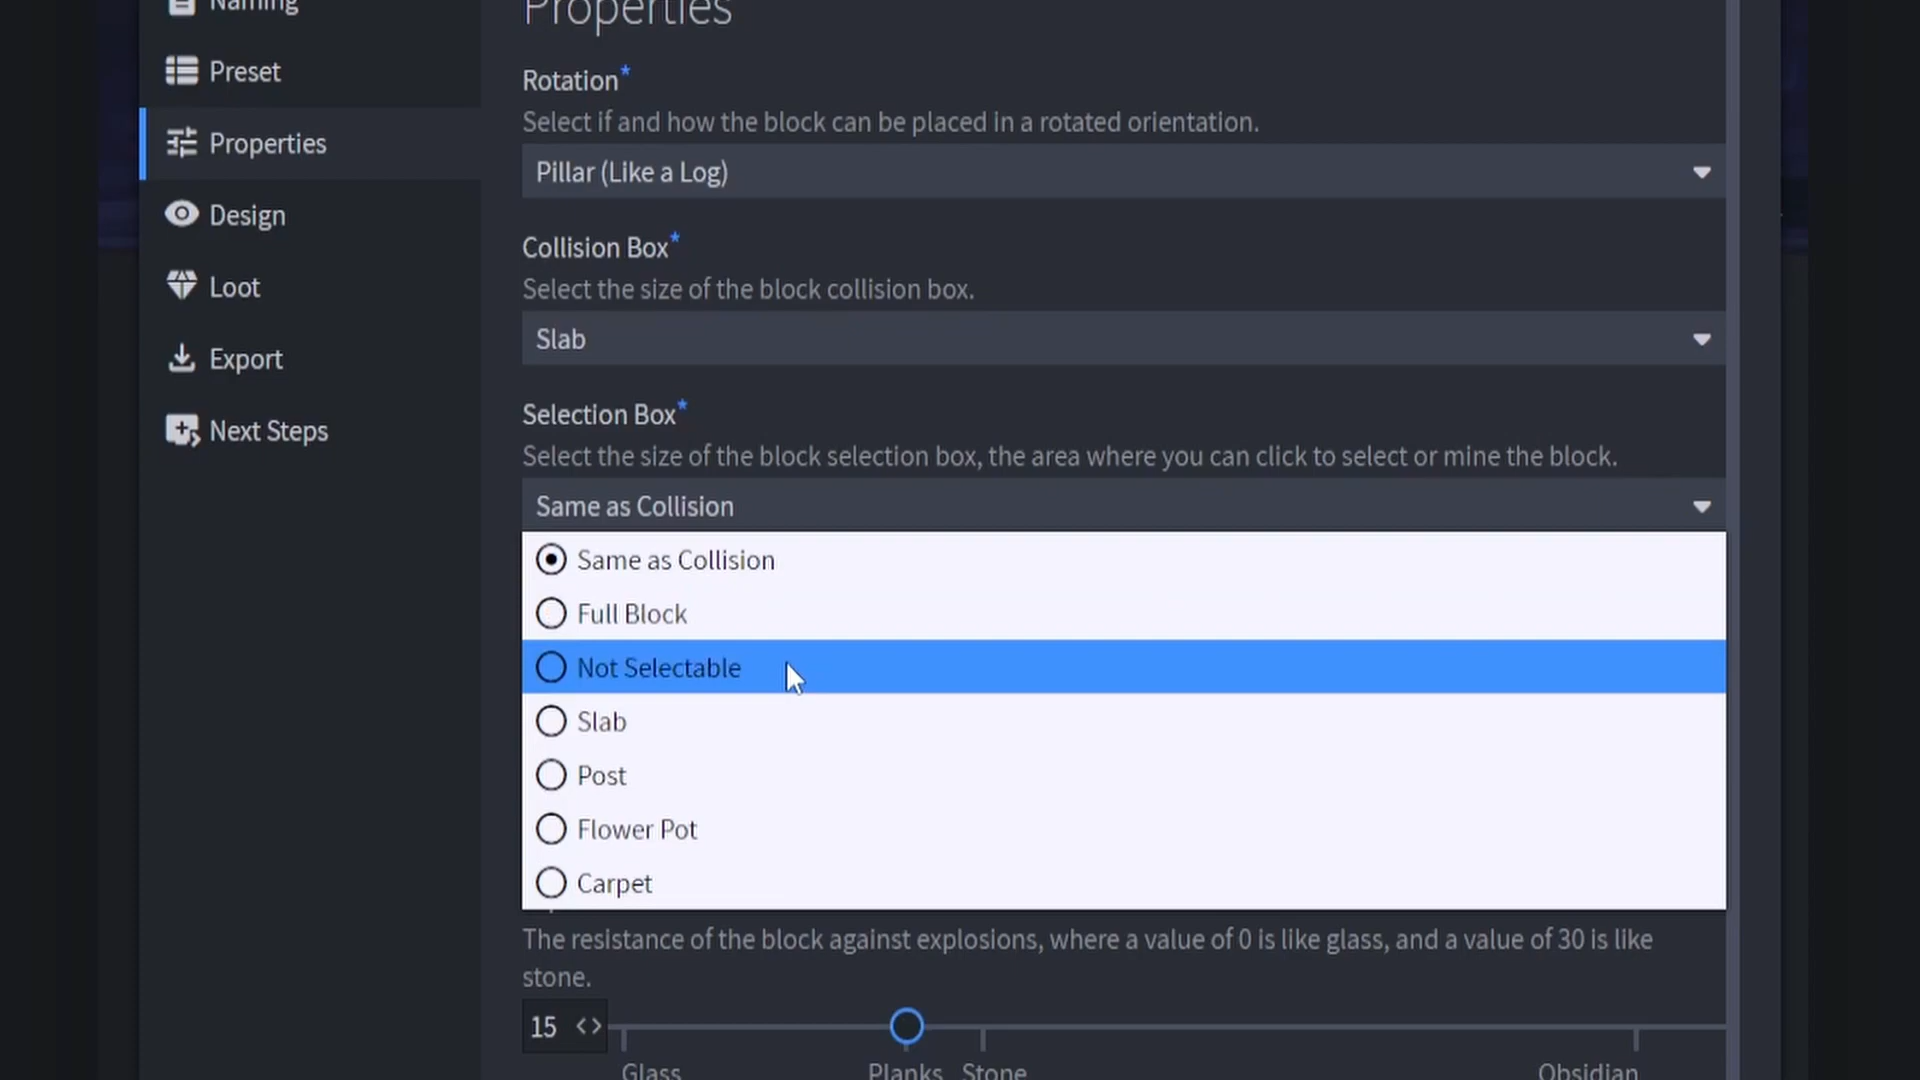 Naming
Properties
Preset
Rotation*
Select if and how the block can be placed in a rotated orientation.
Properties
Pillar (Like a Log)
Design
Collision Box*
Select the size of the block collision box.
Loot
Slab
Export
Selection Box*
Next Steps
Select the size of the block selection box, the area where you can click to select or mine the block.
Same as Collision
Same as Collision
Full Block
Not Selectable
Slab
Post
Flower Pot
Carpet
The resistance of the block against explosions, where a value of 0 is like glass, and a value of 30 is like
stone.
15
Glass Planks Stone Obsidian